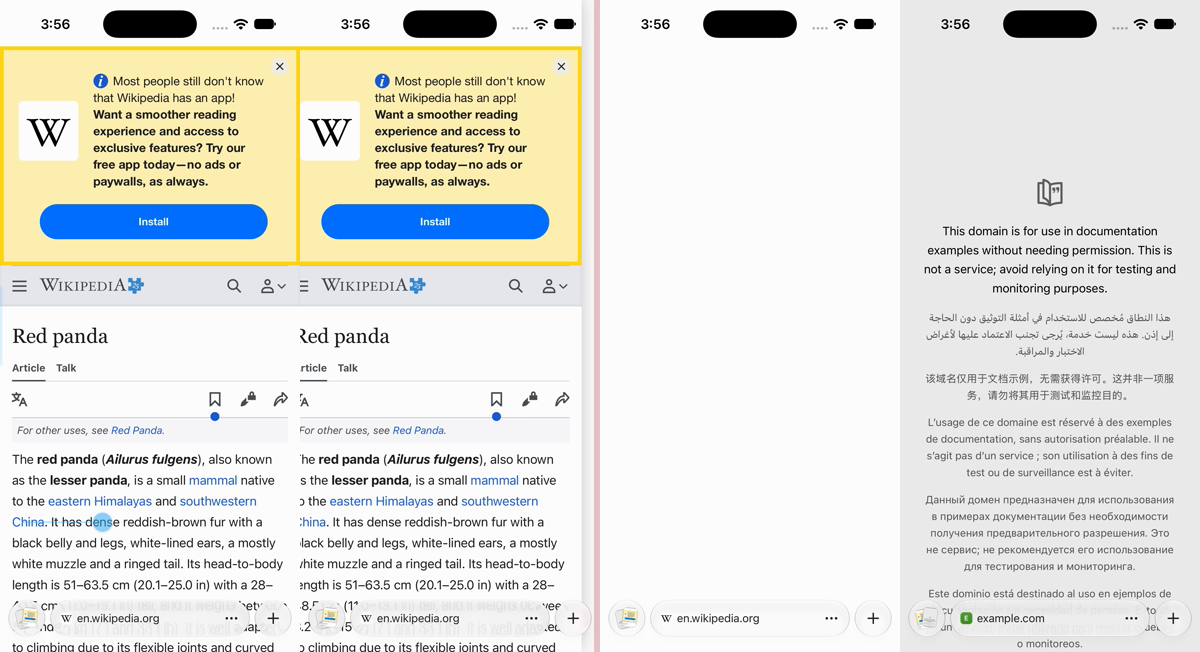 3:56
Most people still don't know
that Wikipedia has an app!
Want a smoother reading
experience and access to
exclusive features? Try our
free app today—no ads or
paywalls, as always.
W
Install
WIKIPEDIA
Red panda
Article Talk
For other uses, see Red Panda.
The red panda (Ailurus fulgens), also known
as the lesser panda, is a small mammal native
to the eastern Himalayas and southwestern
China. It has dense reddish-brown fur with a
black belly and legs, white-lined ears, a mostly
white muzzle and a ringed tail. Its head-to-body
length is 51–63.5 cm (20.1–25.0 in) with a 28–
W en.wikipedia.org
to climbing due to its flexible joints and curved
3:56
Most people still don't know
that Wikipedia has an app!
Want a smoother reading
experience and access to
exclusive features? Try our
free app today—no ads or
paywalls, as always.
W
Install
WIKIPEDIA
Red panda
rticle Talk
For other uses, see Red Panda.
The red panda (Ailurus fulgens), also known
s the lesser panda, is a small mammal native
o the eastern Himalayas and southwestern
China. It has dense reddish-brown fur with a
black belly and legs, white-lined ears, a mostly
white muzzle and a ringed tail. Its head-to-body
ength is 51–63.5 cm (20.1–25.0 in) with a 28–
W en.wikipedia.org
o climbing due to its flexible joints and curved
3:56
W en.wikipedia.org
3:56
This domain is for use in documentation
examples without needing permission. This is
not a service; avoid relying on it for testing and
monitoring purposes.
هذا النطاق مُخصص للاستخدام في أمثلة التوثيق دون الحاجة
إلى إذن. هذه ليست خدمة، يُرجى تجنب الاعتماد عليها لأغراض
الاختبار والمراقبة.
该域名仅用于文档示例，无需获得许可。这并非一项服
务，请勿将其用于测试和监控目的。
L'usage de ce domaine est réservé à des exemples
de documentation, sans autorisation préalable. Il ne
s'agit pas d'un service ; son utilisation à des fins de
test ou de surveillance est à éviter.
Данный домен предназначен для использования
в примерах документации без необходимости
получения предварительного разрешения. Это
не сервис; не рекомендуется его использование
для тестирования и мониторинга.
Este dominio está destinado al uso en ejemplos de
E example.com
o monitoreos.